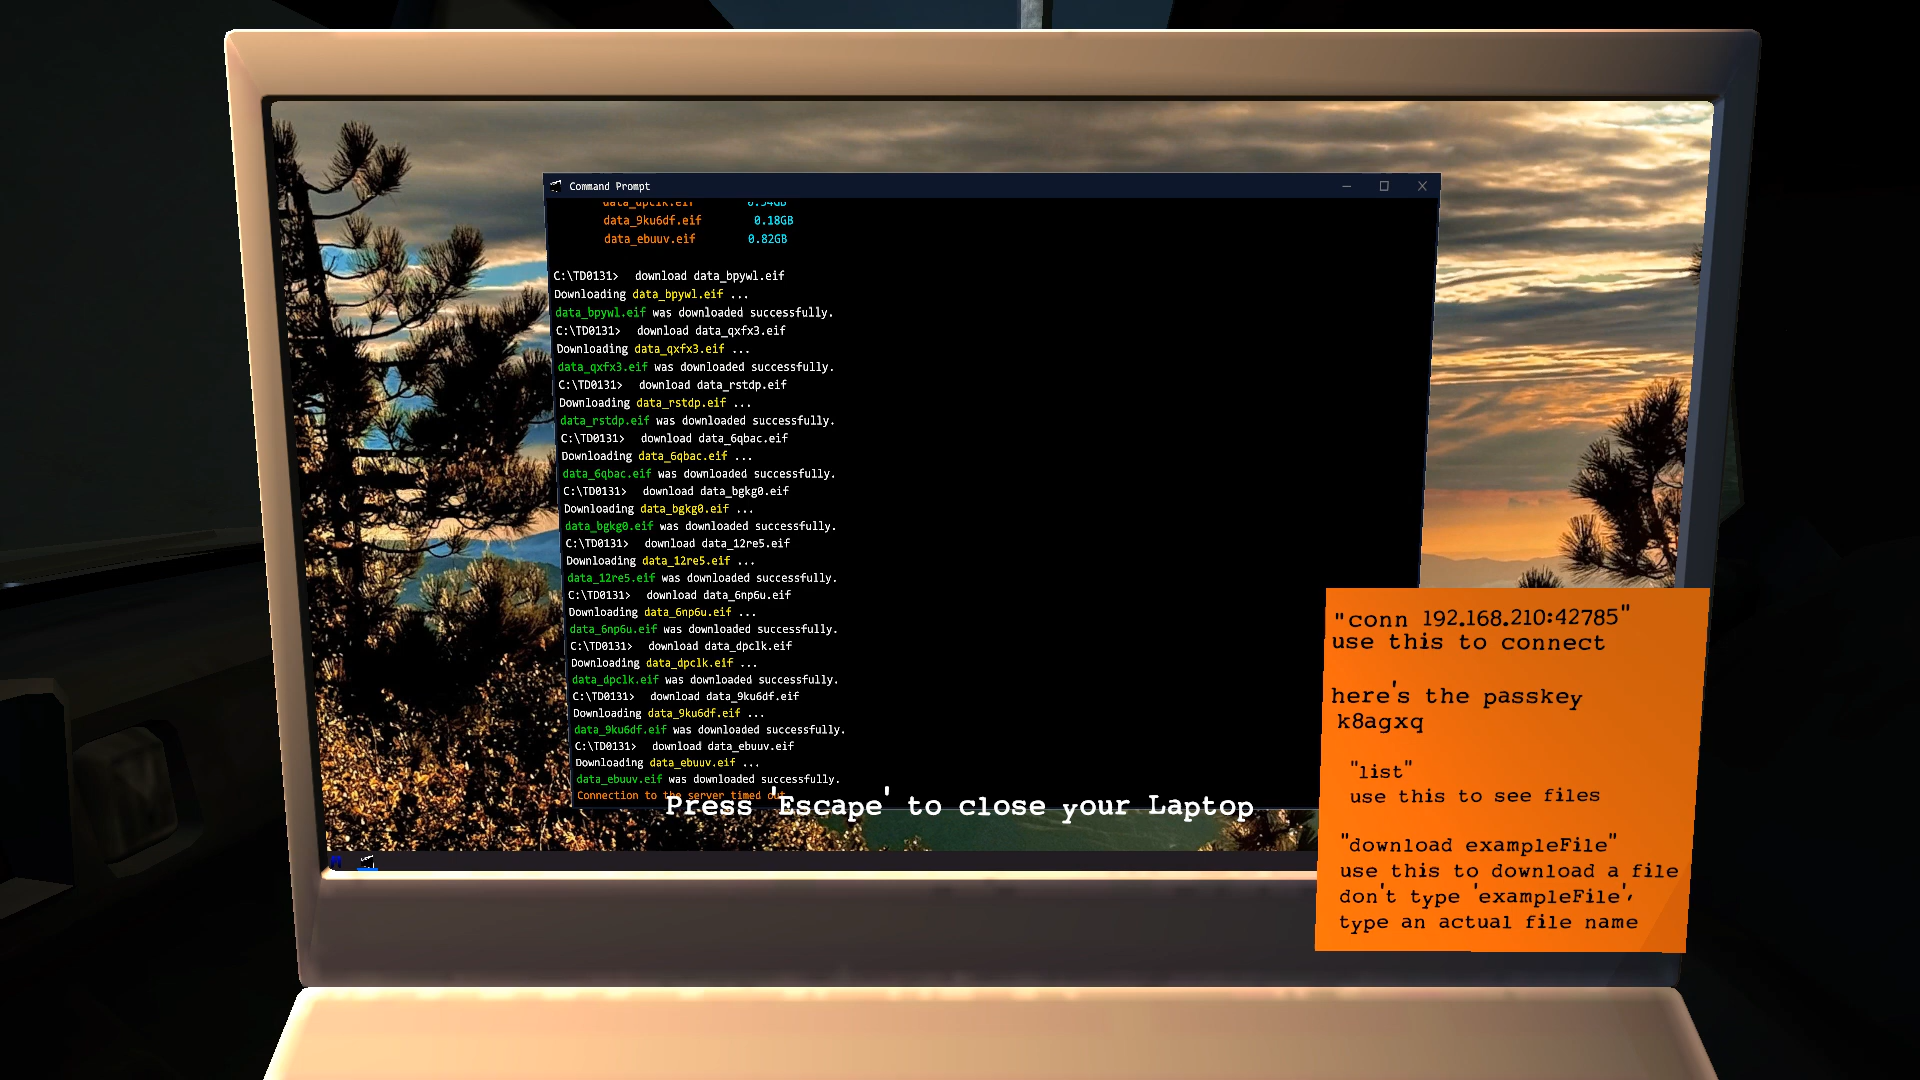 Command Prompt
data_dpclk.eif 0.54GB
data_9ku6df.eif 0.18GB
data_ebuuv.eif 0.82GB
C:\TD0131> download data_bpywl.eif
Downloading data_bpywl.eif ...
data_bpywl.eif was downloaded successfully.
C:\TD0131> download data_qxfx3.eif
Downloading data_qxfx3.eif ...
data_qxfx3.eif was downloaded successfully.
C:\TD0131> download data_rstdp.eif
Downloading data_rstdp.eif ...
data_rstdp.eif was downloaded successfully.
C:\TD0131> download data_6qbac.eif
Downloading data_6qbac.eif ...
data_6qbac.eif was downloaded successfully.
C:\TD0131> download data_bgkg0.eif
Downloading data_bgkg0.eif ...
data_bgkg0.eif was downloaded successfully.
C:\TD0131> download data_12re5.eif
Downloading data_12re5.eif ...
data_12re5.eif was downloaded successfully.
C:\TD0131> download data_6np6u.eif
Downloading data_6np6u.eif ...
data_6np6u.eif was downloaded successfully.
C:\TD0131> download data_dpclk.eif
Downloading data_dpclk.eif ...
data_dpclk.eif was downloaded successfully.
C:\TD0131> download data_9ku6df.eif
Downloading data_9ku6df.eif ...
data_9ku6df.eif was downloaded successfully.
C:\TD0131> download data_ebuuv.eif
Downloading data_ebuuv.eif ...
data_ebuuv.eif was downloaded successfully.
Connection to the server timed out
Press 'Escape' to close your Laptop
"conn 192.168.210:42785"
use this to connect
here's the passkey
k8agxq
"list"
use this to see files
"download exampleFile"
use this to download a file
don't type 'exampleFile',
type an actual file name